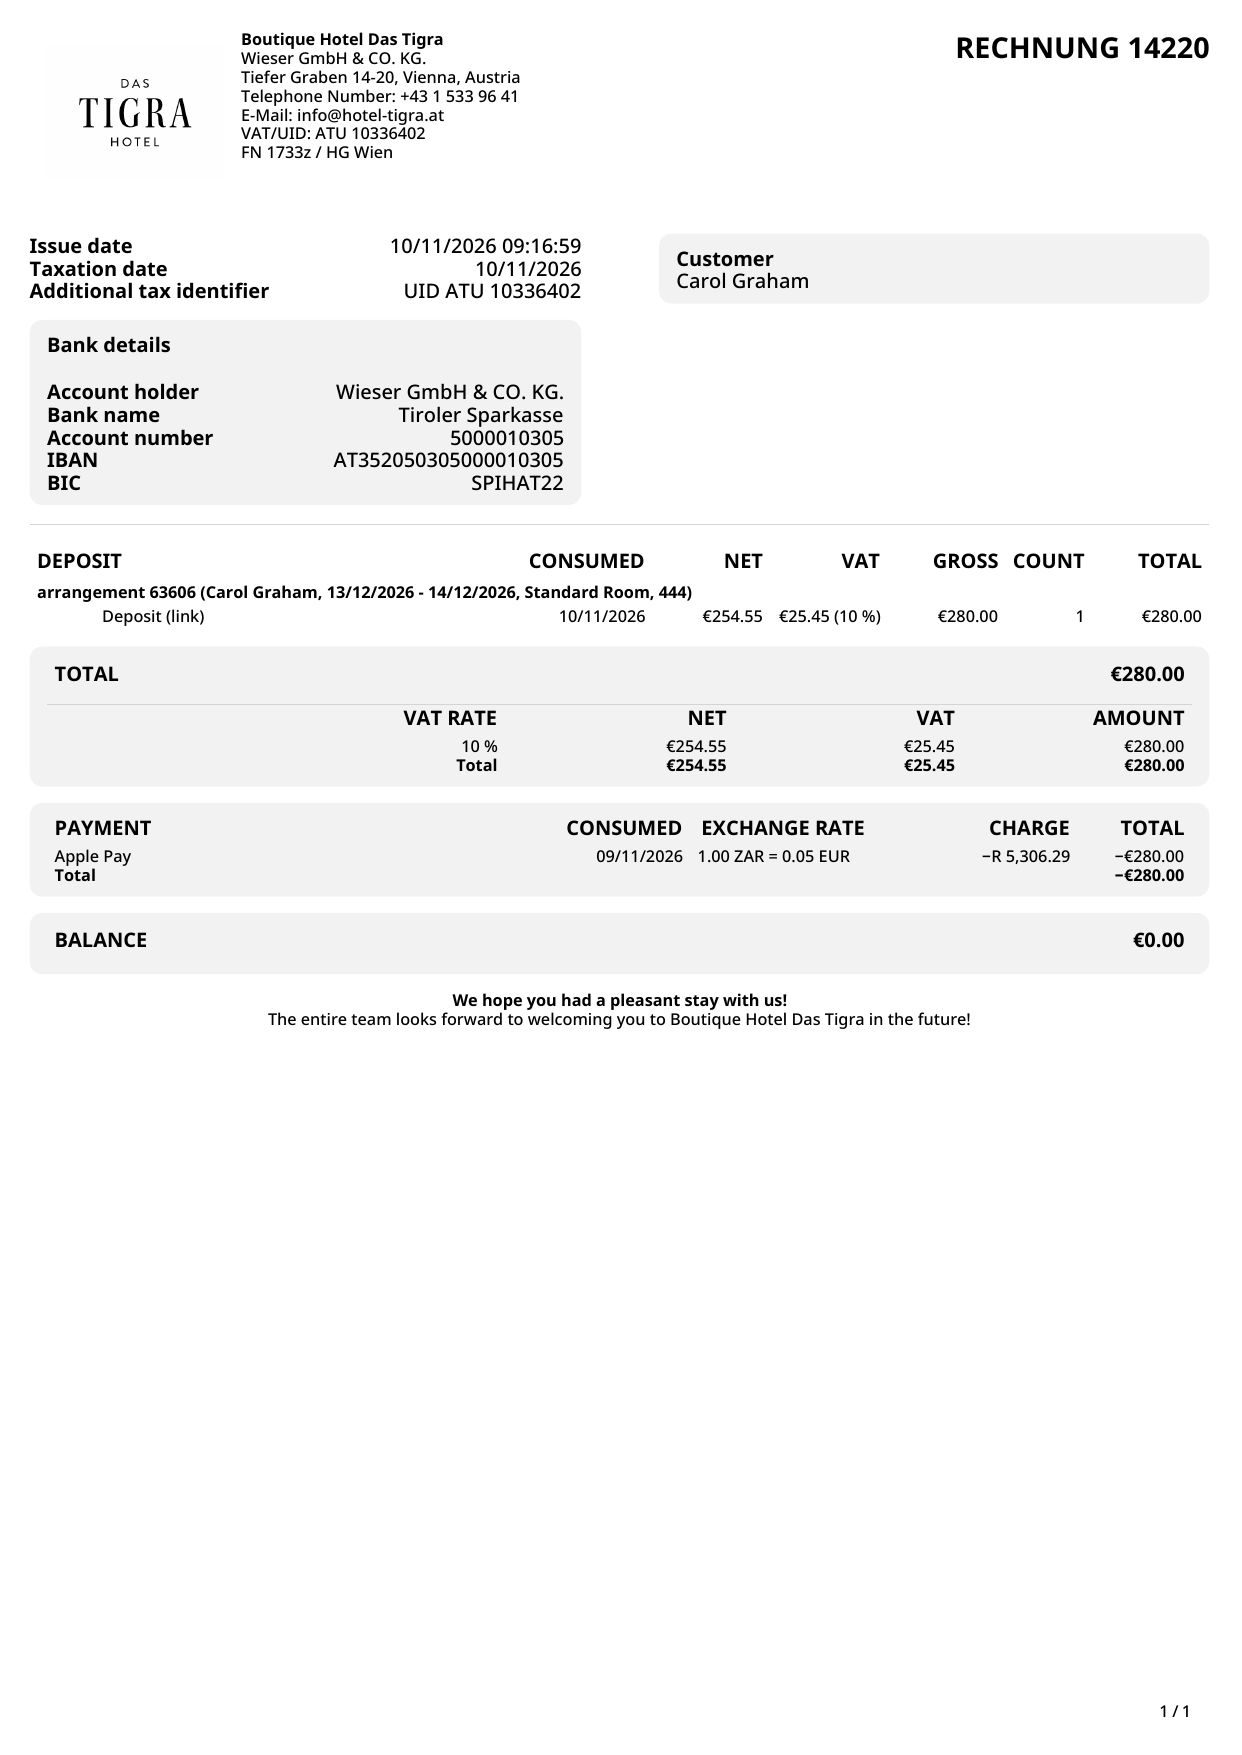 DAS
TIGRA
HOTEL
Boutique Hotel Das Tigra
Wieser GmbH & CO. KG.
Tiefer Graben 14-20, Vienna, Austria
Telephone Number: +43 1 533 96 41
E-Mail: info@hotel-tigra.at
VAT/UID: ATU 10336402
FN 1733z / HG Wien
RECHNUNG 14220
Issue date 10/11/2026 09:16:59
Taxation date 10/11/2026
Additional tax identifier UID ATU 10336402
Customer
Carol Graham
Bank details
Account holder Wieser GmbH & CO. KG.
Bank name Tiroler Sparkasse
Account number 5000010305
IBAN AT352050305000010305
BIC SPIHAT22
DEPOSIT CONSUMED NET VAT GROSS COUNT TOTAL
arrangement 63606 (Carol Graham, 13/12/2026 - 14/12/2026, Standard Room, 444)
Deposit (link) 10/11/2026 €254.55 €25.45 (10 %) €280.00 1 €280.00
TOTAL €280.00
VAT RATE NET VAT AMOUNT
10 % €254.55 €25.45 €280.00
Total €254.55 €25.45 €280.00
PAYMENT CONSUMED EXCHANGE RATE CHARGE TOTAL
Apple Pay 09/11/2026 1.00 ZAR = 0.05 EUR −R 5,306.29 −€280.00
Total −€280.00
BALANCE €0.00
We hope you had a pleasant stay with us!
The entire team looks forward to welcoming you to Boutique Hotel Das Tigra in the future!
1 / 1